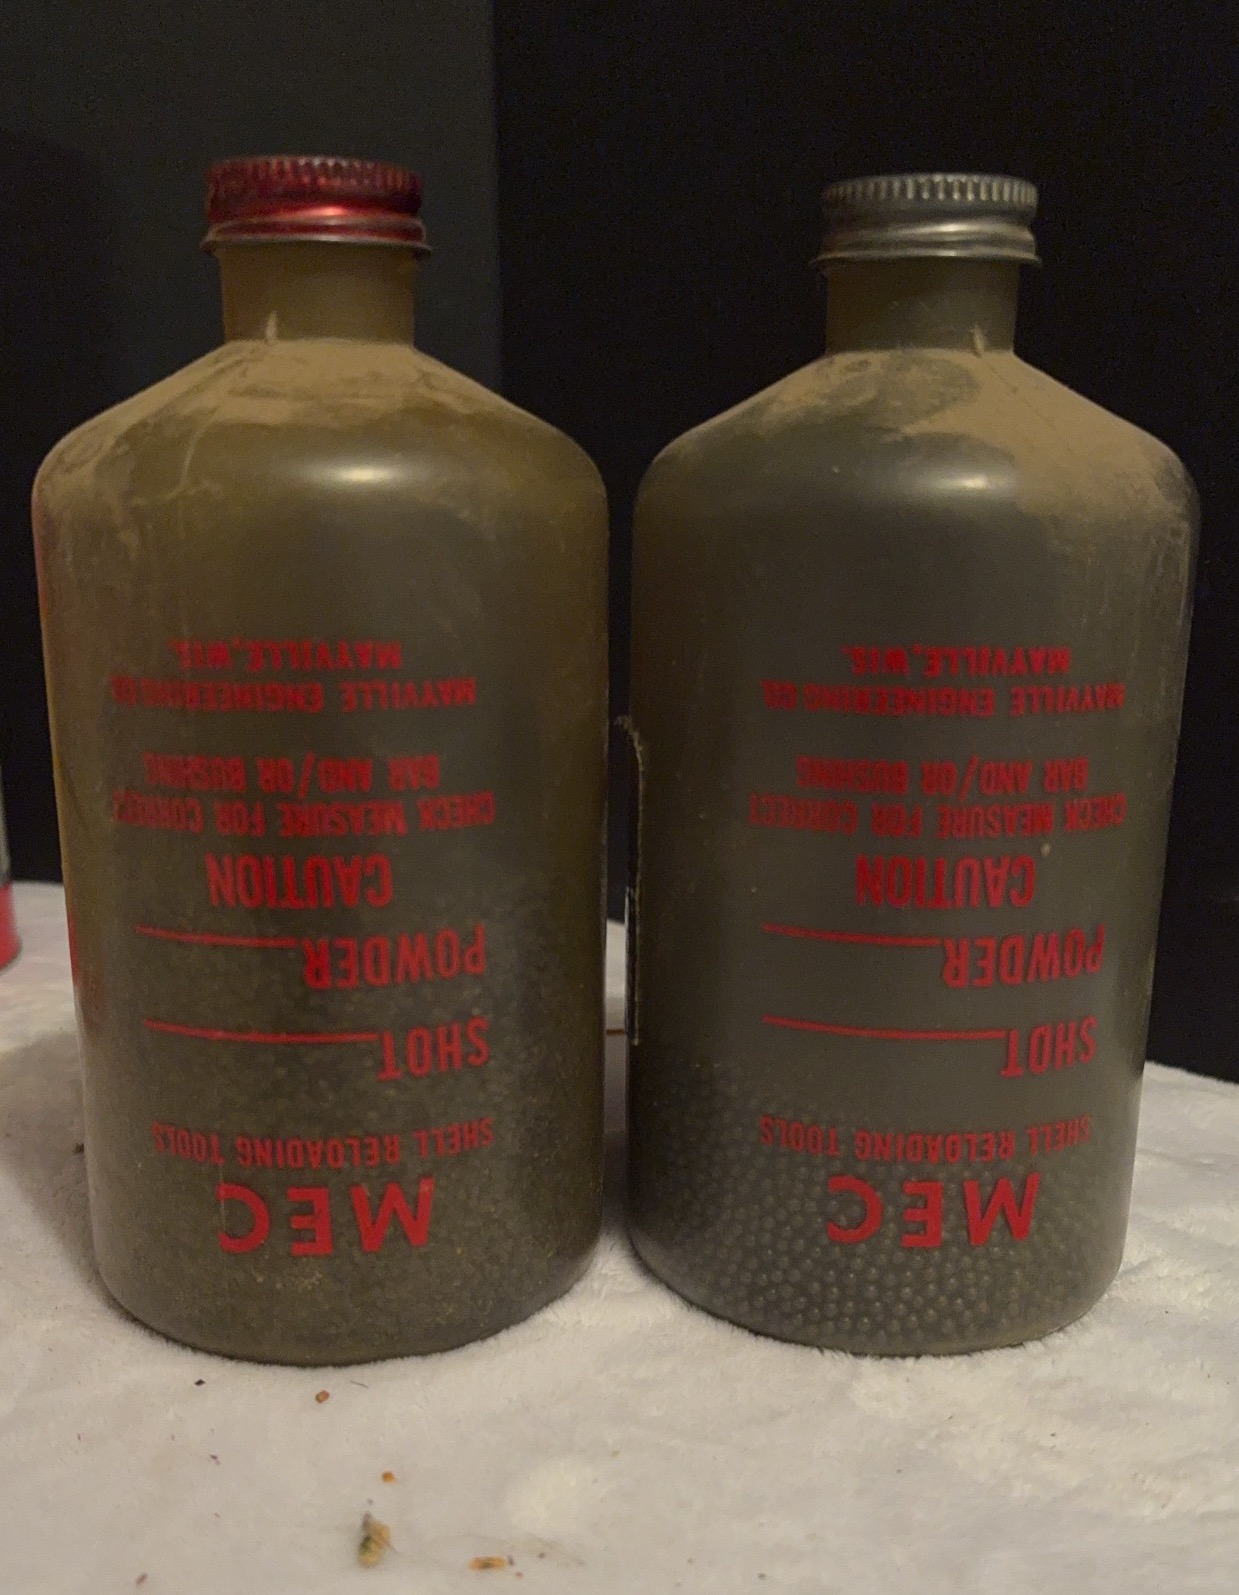 MEC
SHELL RELOADING TOOLS
SHOT
POWDER
CAUTION
CHECK MEASURE FOR CORRECT
BAR AND/OR BUSHING
MAYVILLE ENGINEERING CO.
MAYVILLE, WIS.
MEC
SHELL RELOADING TOOLS
SHOT
POWDER
CAUTION
CHECK MEASURE FOR CORRECT
BAR AND/OR BUSHING
MAYVILLE ENGINEERING CO.
MAYVILLE, WIS.